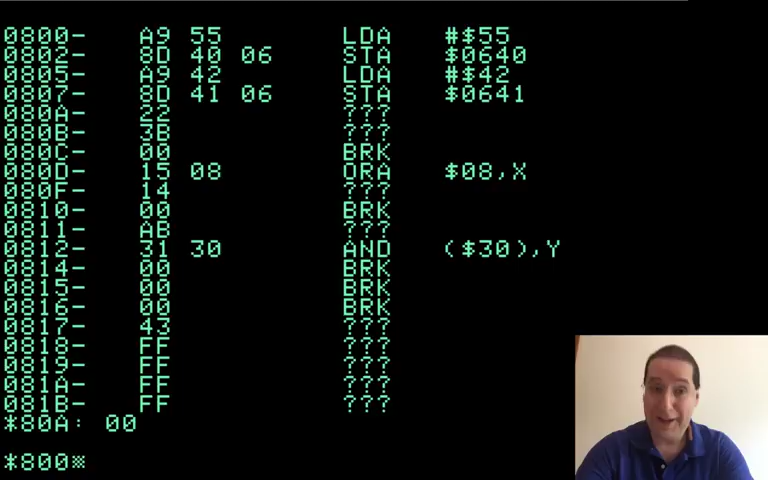 0800- A9 55 LDA #$55
0802- 8D 40 06 STA $0640
0805- A9 42 LDA #$42
0807- 8D 41 06 STA $0641
080A- 22 ???
080B- 3B ???
080C- 00 BRK
080D- 15 08 ORA $08,X
080F- 14 ???
0810- 00 BRK
0811- AB ???
0812- 31 30 AND ($30),Y
0814- 00 BRK
0815- 00 BRK
0816- 00 BRK
0817- 43 ???
0818- FF ???
0819- FF ???
081A- FF ???
081B- FF ???
*80A: 00
*800